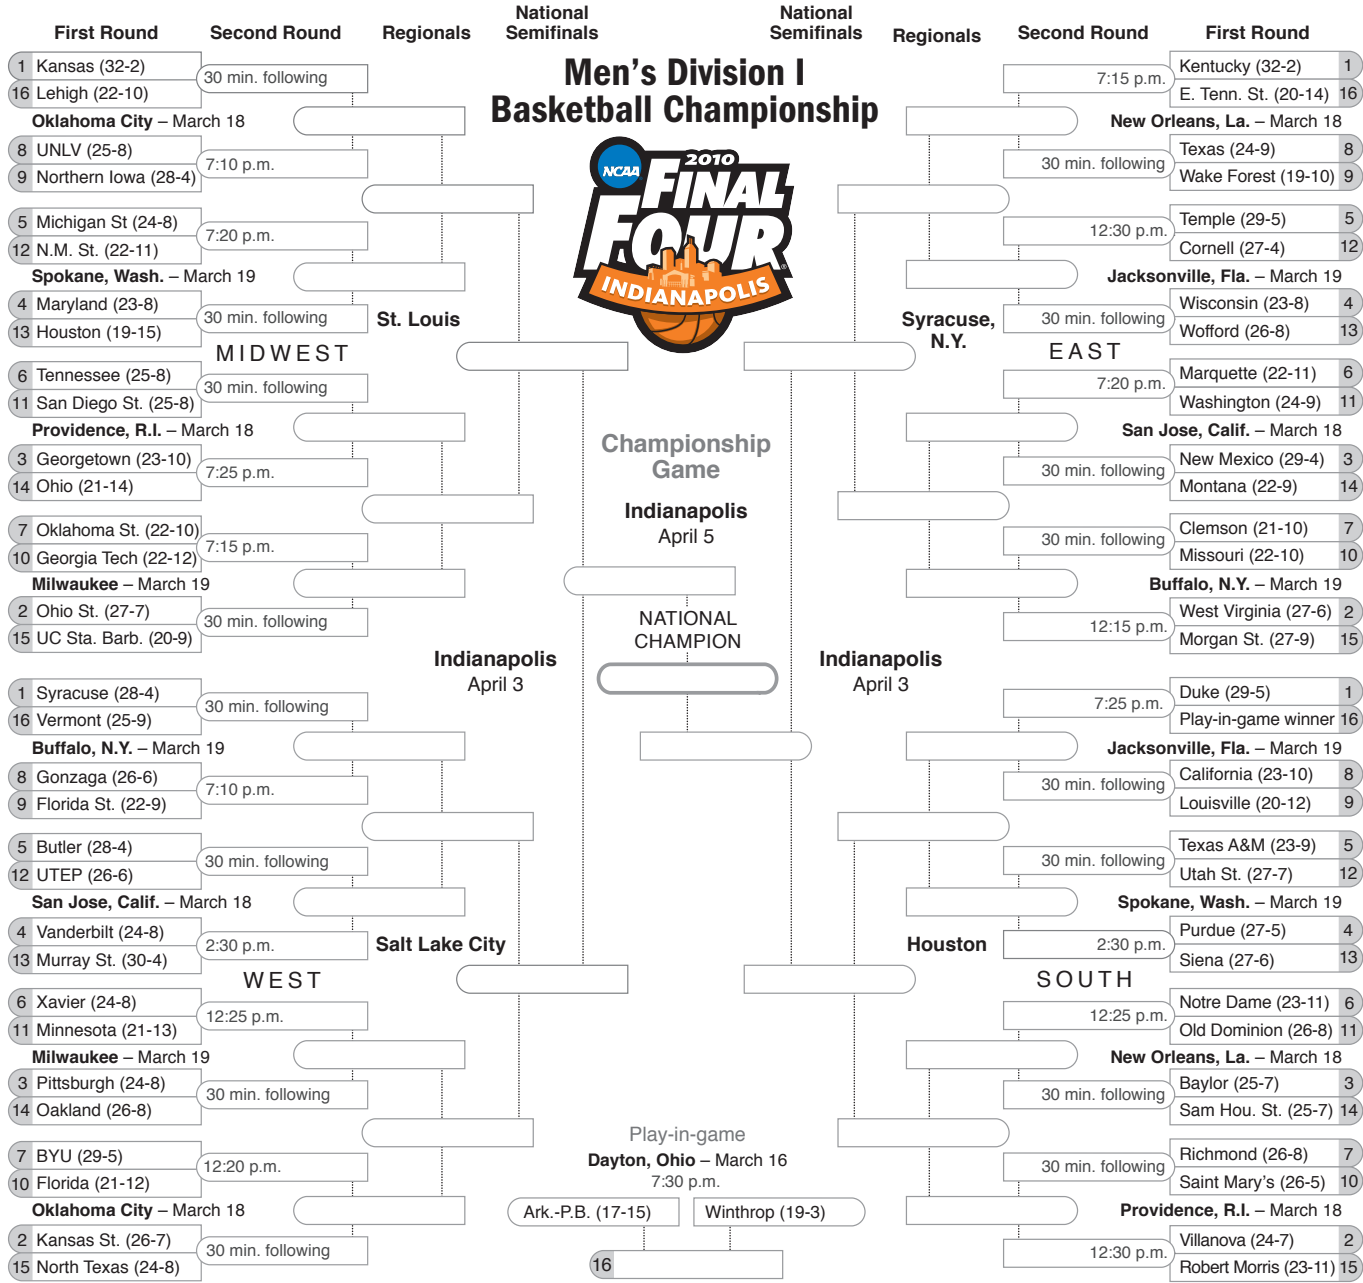 First Round
Second Round
Regionals
National
Semifinals
National
Semifinals
Regionals
Second Round
First Round
Men's Division I
Basketball Championship
NCAA
2010
FINAL
FOUR
INDIANAPOLIS
1 Kansas (32-2)
30 min. following
16 Lehigh (22-10)
Oklahoma City – March 18
8 UNLV (25-8)
7:10 p.m.
9 Northern Iowa (28-4)
5 Michigan St (24-8)
7:20 p.m.
12 N.M. St. (22-11)
Spokane, Wash. – March 19
4 Maryland (23-8)
30 min. following
13 Houston (19-15)
St. Louis
MIDWEST
6 Tennessee (25-8)
30 min. following
11 San Diego St. (25-8)
Providence, R.I. – March 18
3 Georgetown (23-10)
7:25 p.m.
14 Ohio (21-14)
7 Oklahoma St. (22-10)
7:15 p.m.
10 Georgia Tech (22-12)
Milwaukee – March 19
2 Ohio St. (27-7)
30 min. following
15 UC Sta. Barb. (20-9)
Indianapolis
April 3
1 Syracuse (28-4)
30 min. following
16 Vermont (25-9)
Buffalo, N.Y. – March 19
8 Gonzaga (26-6)
7:10 p.m.
9 Florida St. (22-9)
5 Butler (28-4)
30 min. following
12 UTEP (26-6)
San Jose, Calif. – March 18
4 Vanderbilt (24-8)
2:30 p.m.
13 Murray St. (30-4)
Salt Lake City
WEST
6 Xavier (24-8)
12:25 p.m.
11 Minnesota (21-13)
Milwaukee – March 19
3 Pittsburgh (24-8)
30 min. following
14 Oakland (26-8)
7 BYU (29-5)
12:20 p.m.
10 Florida (21-12)
Oklahoma City – March 18
2 Kansas St. (26-7)
30 min. following
15 North Texas (24-8)
Championship
Game
Indianapolis
April 5
NATIONAL
CHAMPION
Play-in-game
Dayton, Ohio – March 16
7:30 p.m.
Ark.-P.B. (17-15)
Winthrop (19-3)
16
Kentucky (32-2) 1
7:15 p.m.
E. Tenn. St. (20-14) 16
New Orleans, La. – March 18
Texas (24-9) 8
30 min. following
Wake Forest (19-10) 9
Temple (29-5) 5
12:30 p.m.
Cornell (27-4) 12
Jacksonville, Fla. – March 19
Wisconsin (23-8) 4
30 min. following
Wofford (26-8) 13
Syracuse,
N.Y.
EAST
Marquette (22-11) 6
7:20 p.m.
Washington (24-9) 11
San Jose, Calif. – March 18
New Mexico (29-4) 3
30 min. following
Montana (22-9) 14
Clemson (21-10) 7
30 min. following
Missouri (22-10) 10
Buffalo, N.Y. – March 19
West Virginia (27-6) 2
12:15 p.m.
Morgan St. (27-9) 15
Indianapolis
April 3
Duke (29-5) 1
7:25 p.m.
Play-in-game winner 16
Jacksonville, Fla. – March 19
California (23-10) 8
30 min. following
Louisville (20-12) 9
Texas A&M (23-9) 5
30 min. following
Utah St. (27-7) 12
Spokane, Wash. – March 19
Purdue (27-5) 4
2:30 p.m.
Siena (27-6) 13
Houston
SOUTH
Notre Dame (23-11) 6
12:25 p.m.
Old Dominion (26-8) 11
New Orleans, La. – March 18
Baylor (25-7) 3
30 min. following
Sam Hou. St. (25-7) 14
Richmond (26-8) 7
30 min. following
Saint Mary's (26-5) 10
Providence, R.I. – March 18
Villanova (24-7) 2
12:30 p.m.
Robert Morris (23-11) 15